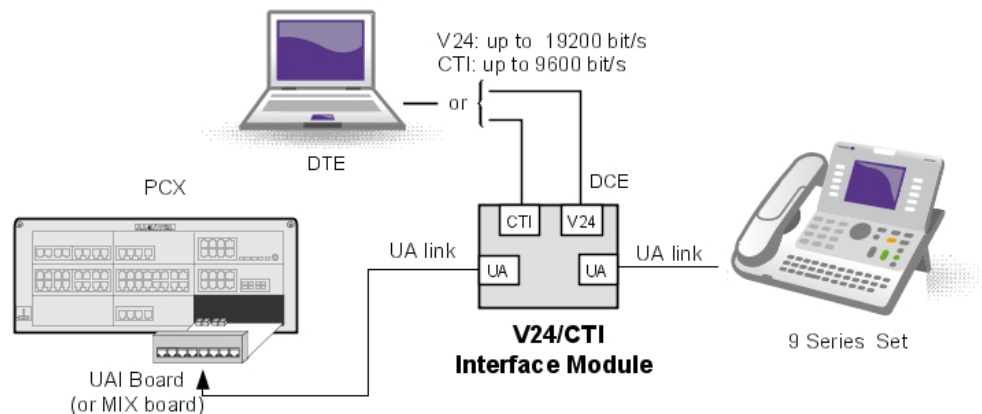 V24: up to 19200 bit/s
CTI: up to 9600 bit/s
or
DTE
DCE
PCX
CTI
V24
UA link
UA
UA
UA link
V24/CTI
Interface Module
9 Series Set
UAI Board
(or MIX board)